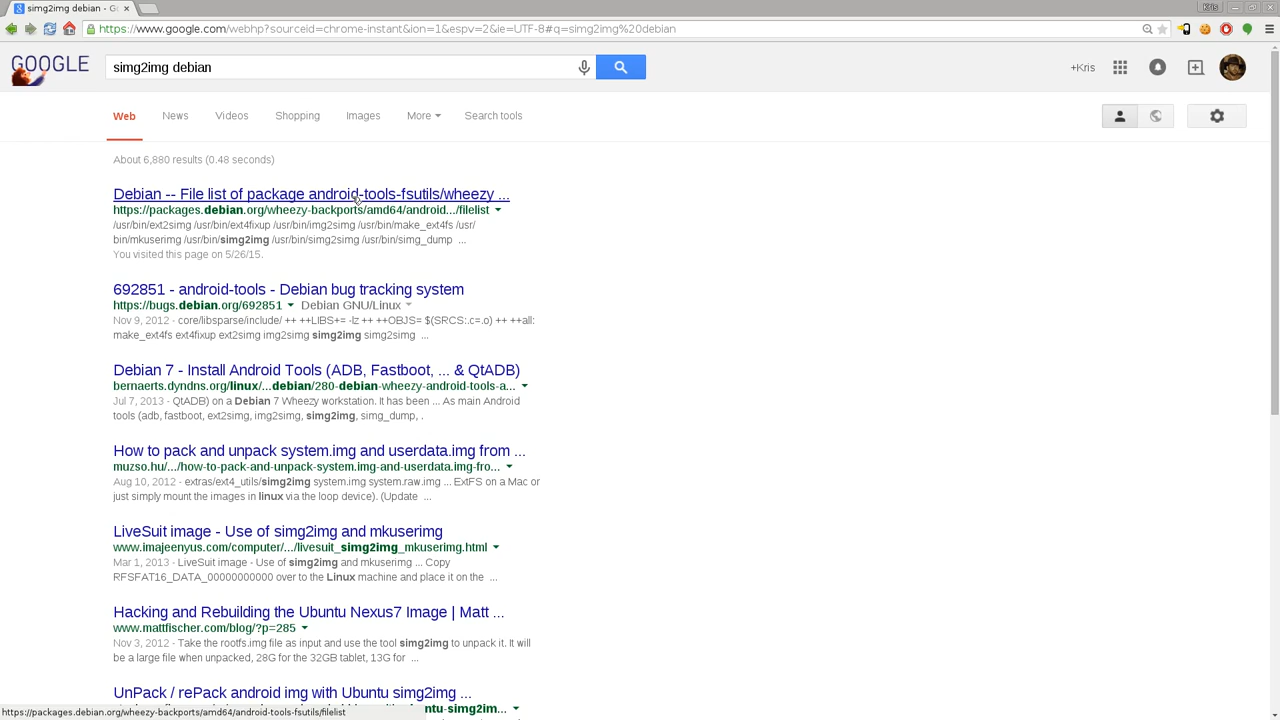 simg2img debian - G
Kris
https://www.google.com/webhp?sourceid=chrome-instant&ion=1&espv=2&ie=UTF-8#q=simg2img%20debian
GOOGLE
simg2img debian
+Kris
Web News Videos Shopping Images More Search tools
About 6,880 results (0.48 seconds)
Debian -- File list of package android-tools-fsutils/wheezy ...
https://packages.debian.org/wheezy-backports/amd64/android.../filelist
/usr/bin/ext2simg /usr/bin/ext4fixup /usr/bin/img2simg /usr/bin/make_ext4fs /usr/
bin/mkuserimg /usr/bin/simg2img /usr/bin/simg2simg /usr/bin/simg_dump ...
You visited this page on 5/26/15.
692851 - android-tools - Debian bug tracking system
https://bugs.debian.org/692851 Debian GNU/Linux
Nov 9, 2012 - core/libsparse/include/ ++ ++LIBS+= -lz ++ ++OBJS= $(SRCS:.c=.o) ++ ++all:
make_ext4fs ext4fixup ext2simg img2simg simg2img simg2simg ...
Debian 7 - Install Android Tools (ADB, Fastboot, ... & QtADB)
bernaerts.dyndns.org/linux/...debian/280-debian-wheezy-android-tools-a...
Jul 7, 2013 - QtADB) on a Debian 7 Wheezy workstation. It has been ... As main Android
tools (adb, fastboot, ext2simg, img2simg, simg2img, simg_dump, .
How to pack and unpack system.img and userdata.img from ...
muzso.hu/.../how-to-pack-and-unpack-system.img-and-userdata.img-fro...
Aug 10, 2012 - extras/ext4_utils/simg2img system.img system.raw.img ... ExtFS on a Mac or
just simply mount the images in linux via the loop device). (Update ...
LiveSuit image - Use of simg2img and mkuserimg
www.imajeenyus.com/computer/.../livesuit_simg2img_mkuserimg.html
Mar 1, 2013 - LiveSuit image - Use of simg2img and mkuserimg ... Copy
RFSFAT16_DATA_00000000000 over to the Linux machine and place it on the ...
Hacking and Rebuilding the Ubuntu Nexus7 Image | Matt ...
www.mattfischer.com/blog/?p=285
Nov 3, 2012 - Take the rootfs.img file as input and use the tool simg2img to unpack it. It will
be a large file when unpacked, 28G for the 32GB tablet, 13G for ...
UnPack / rePack android img with Ubuntu simg2img ...
untu-simg2im...
https://packages.debian.org/wheezy-backports/amd64/android-tools-fsutils/filelist